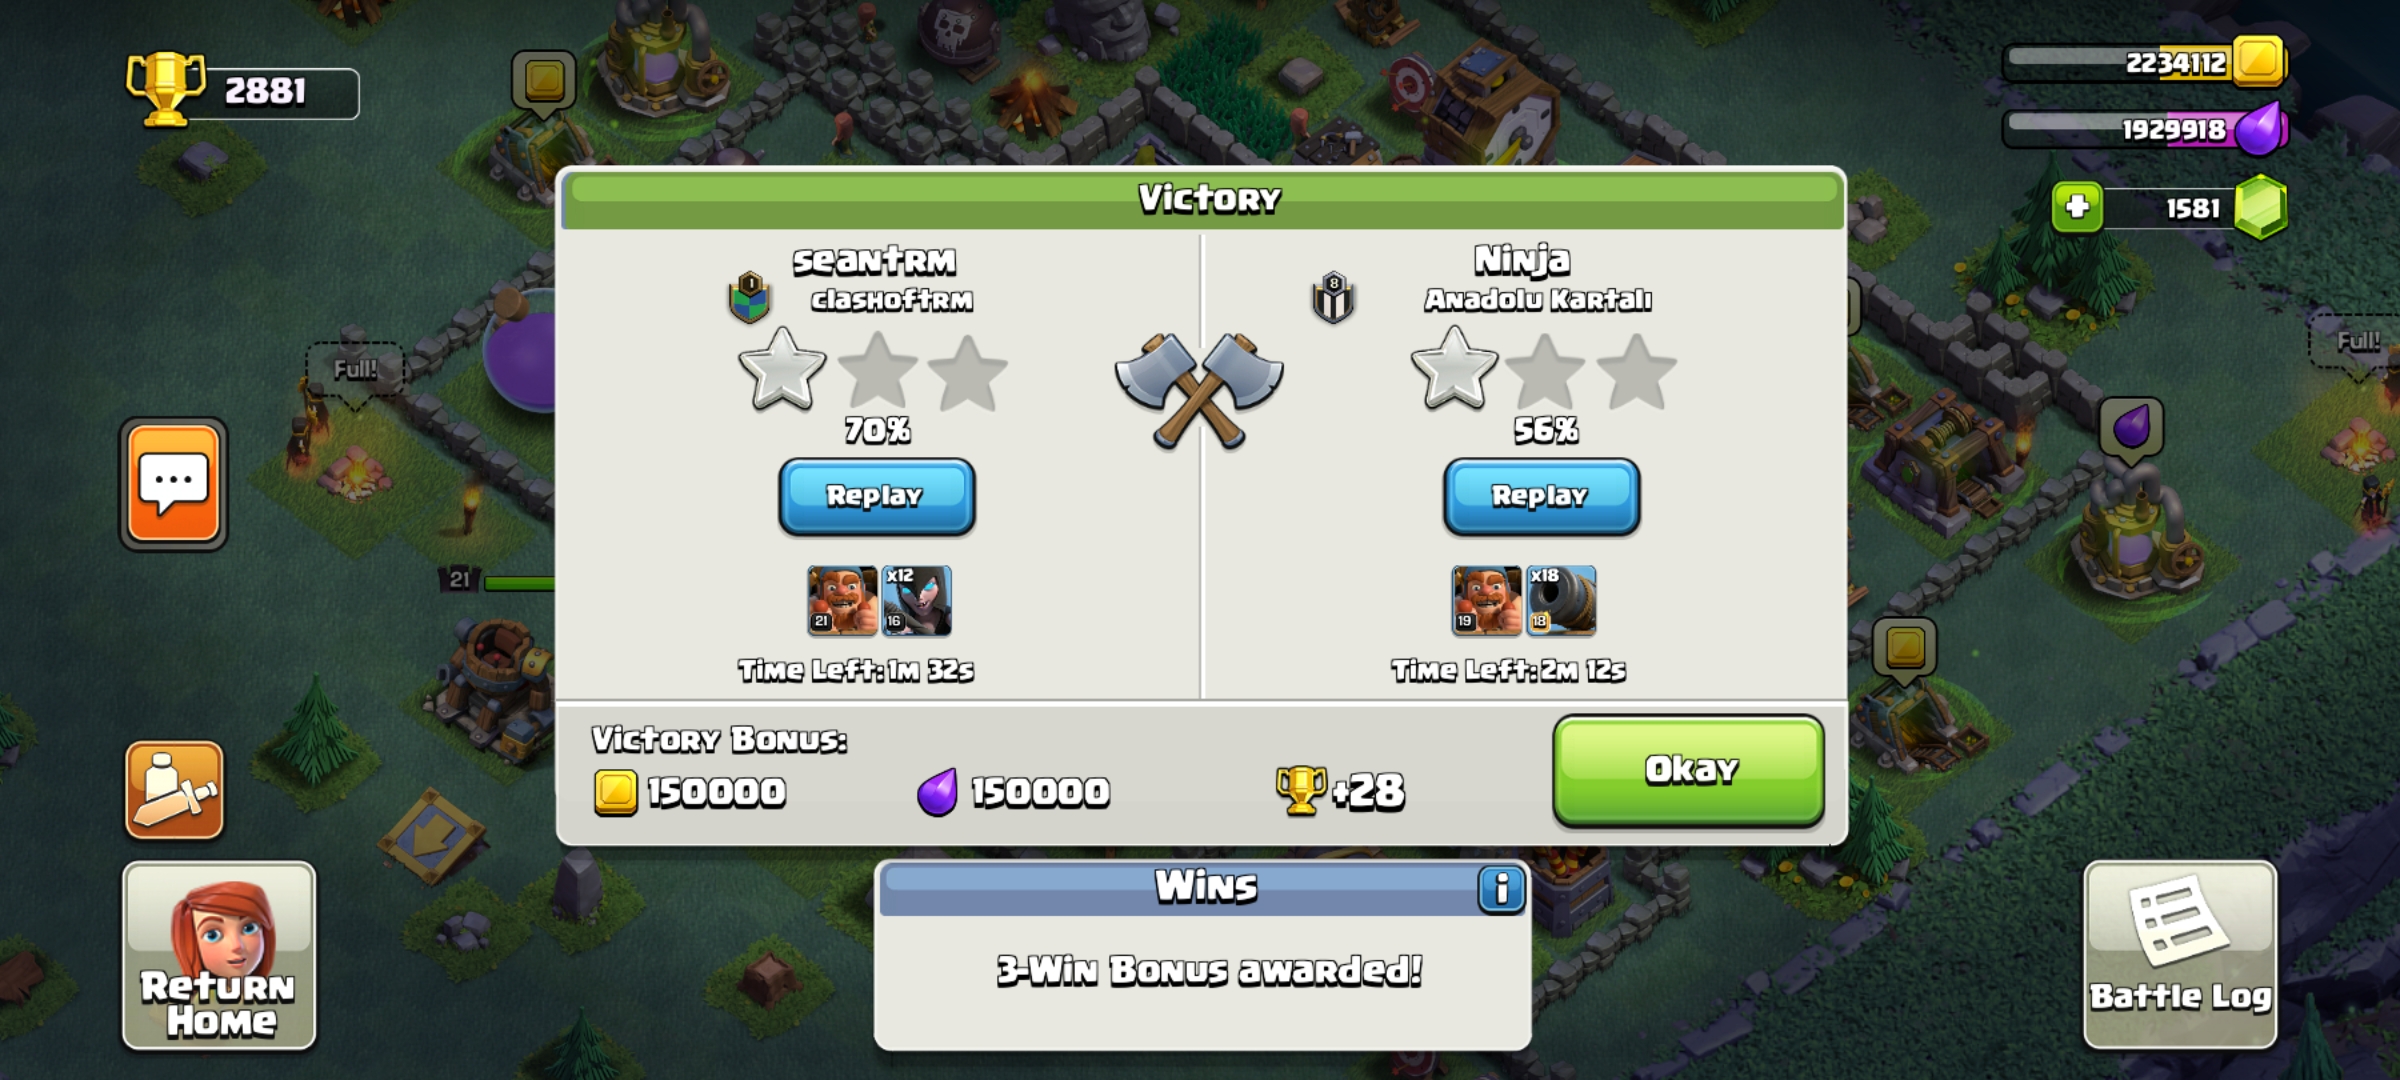 2881
2234112
1929918
1581
Victory
seantrm
1
clashoftrm
Ninja
8
Anadolu Kartalı
Full!
Full!
70%
56%
Replay
Replay
21
21
x12
16
19
x18
18
Time Left:1m 32s
Time Left:2m 12s
Victory Bonus:
150000
150000
+28
Okay
Wins
i
3-Win Bonus awarded!
Return
Home
Battle Log